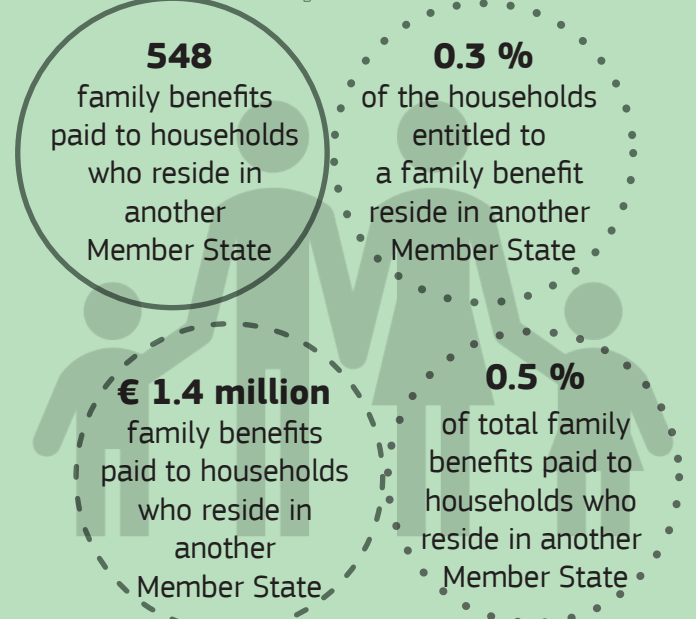 548
family benefits
paid to households
who reside in
another
Member State
0.3 %
of the households
entitled to
a family benefit
reside in another
Member State
€ 1.4 million
family benefits
paid to households
who reside in
another
Member State
0.5 %
of total family
benefits paid to
households who
reside in another
Member State